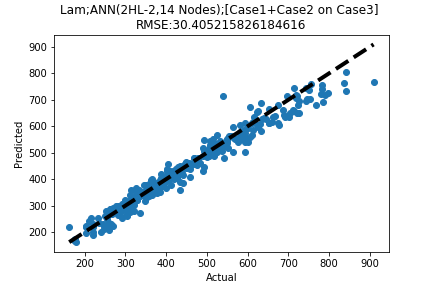 Lam;ANN(2HL-2,14 Nodes);[Case1+Case2 on Case3]
RMSE:30.405215826184616
900
800
700
600
500
400
300
200
Predicted
200 300 400 500 600 700 800 900
Actual